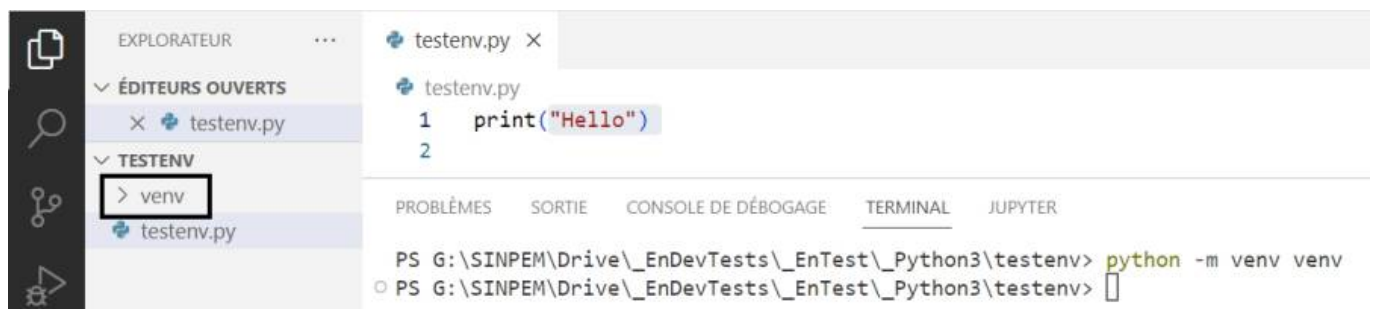 EXPLORATEUR ...
ÉDITEURS OUVERTS
testenv.py
TESTENV
venv
testenv.py
testenv.py
testenv.py
1 print("Hello")
2
PROBLÈMES SORTIE CONSOLE DE DÉBOGAGE TERMINAL JUPYTER
PS G:\SINPEM\Drive\_EnDevTests\_EnTest\_Python3\testenv> python -m venv venv
PS G:\SINPEM\Drive\_EnDevTests\_EnTest\_Python3\testenv>